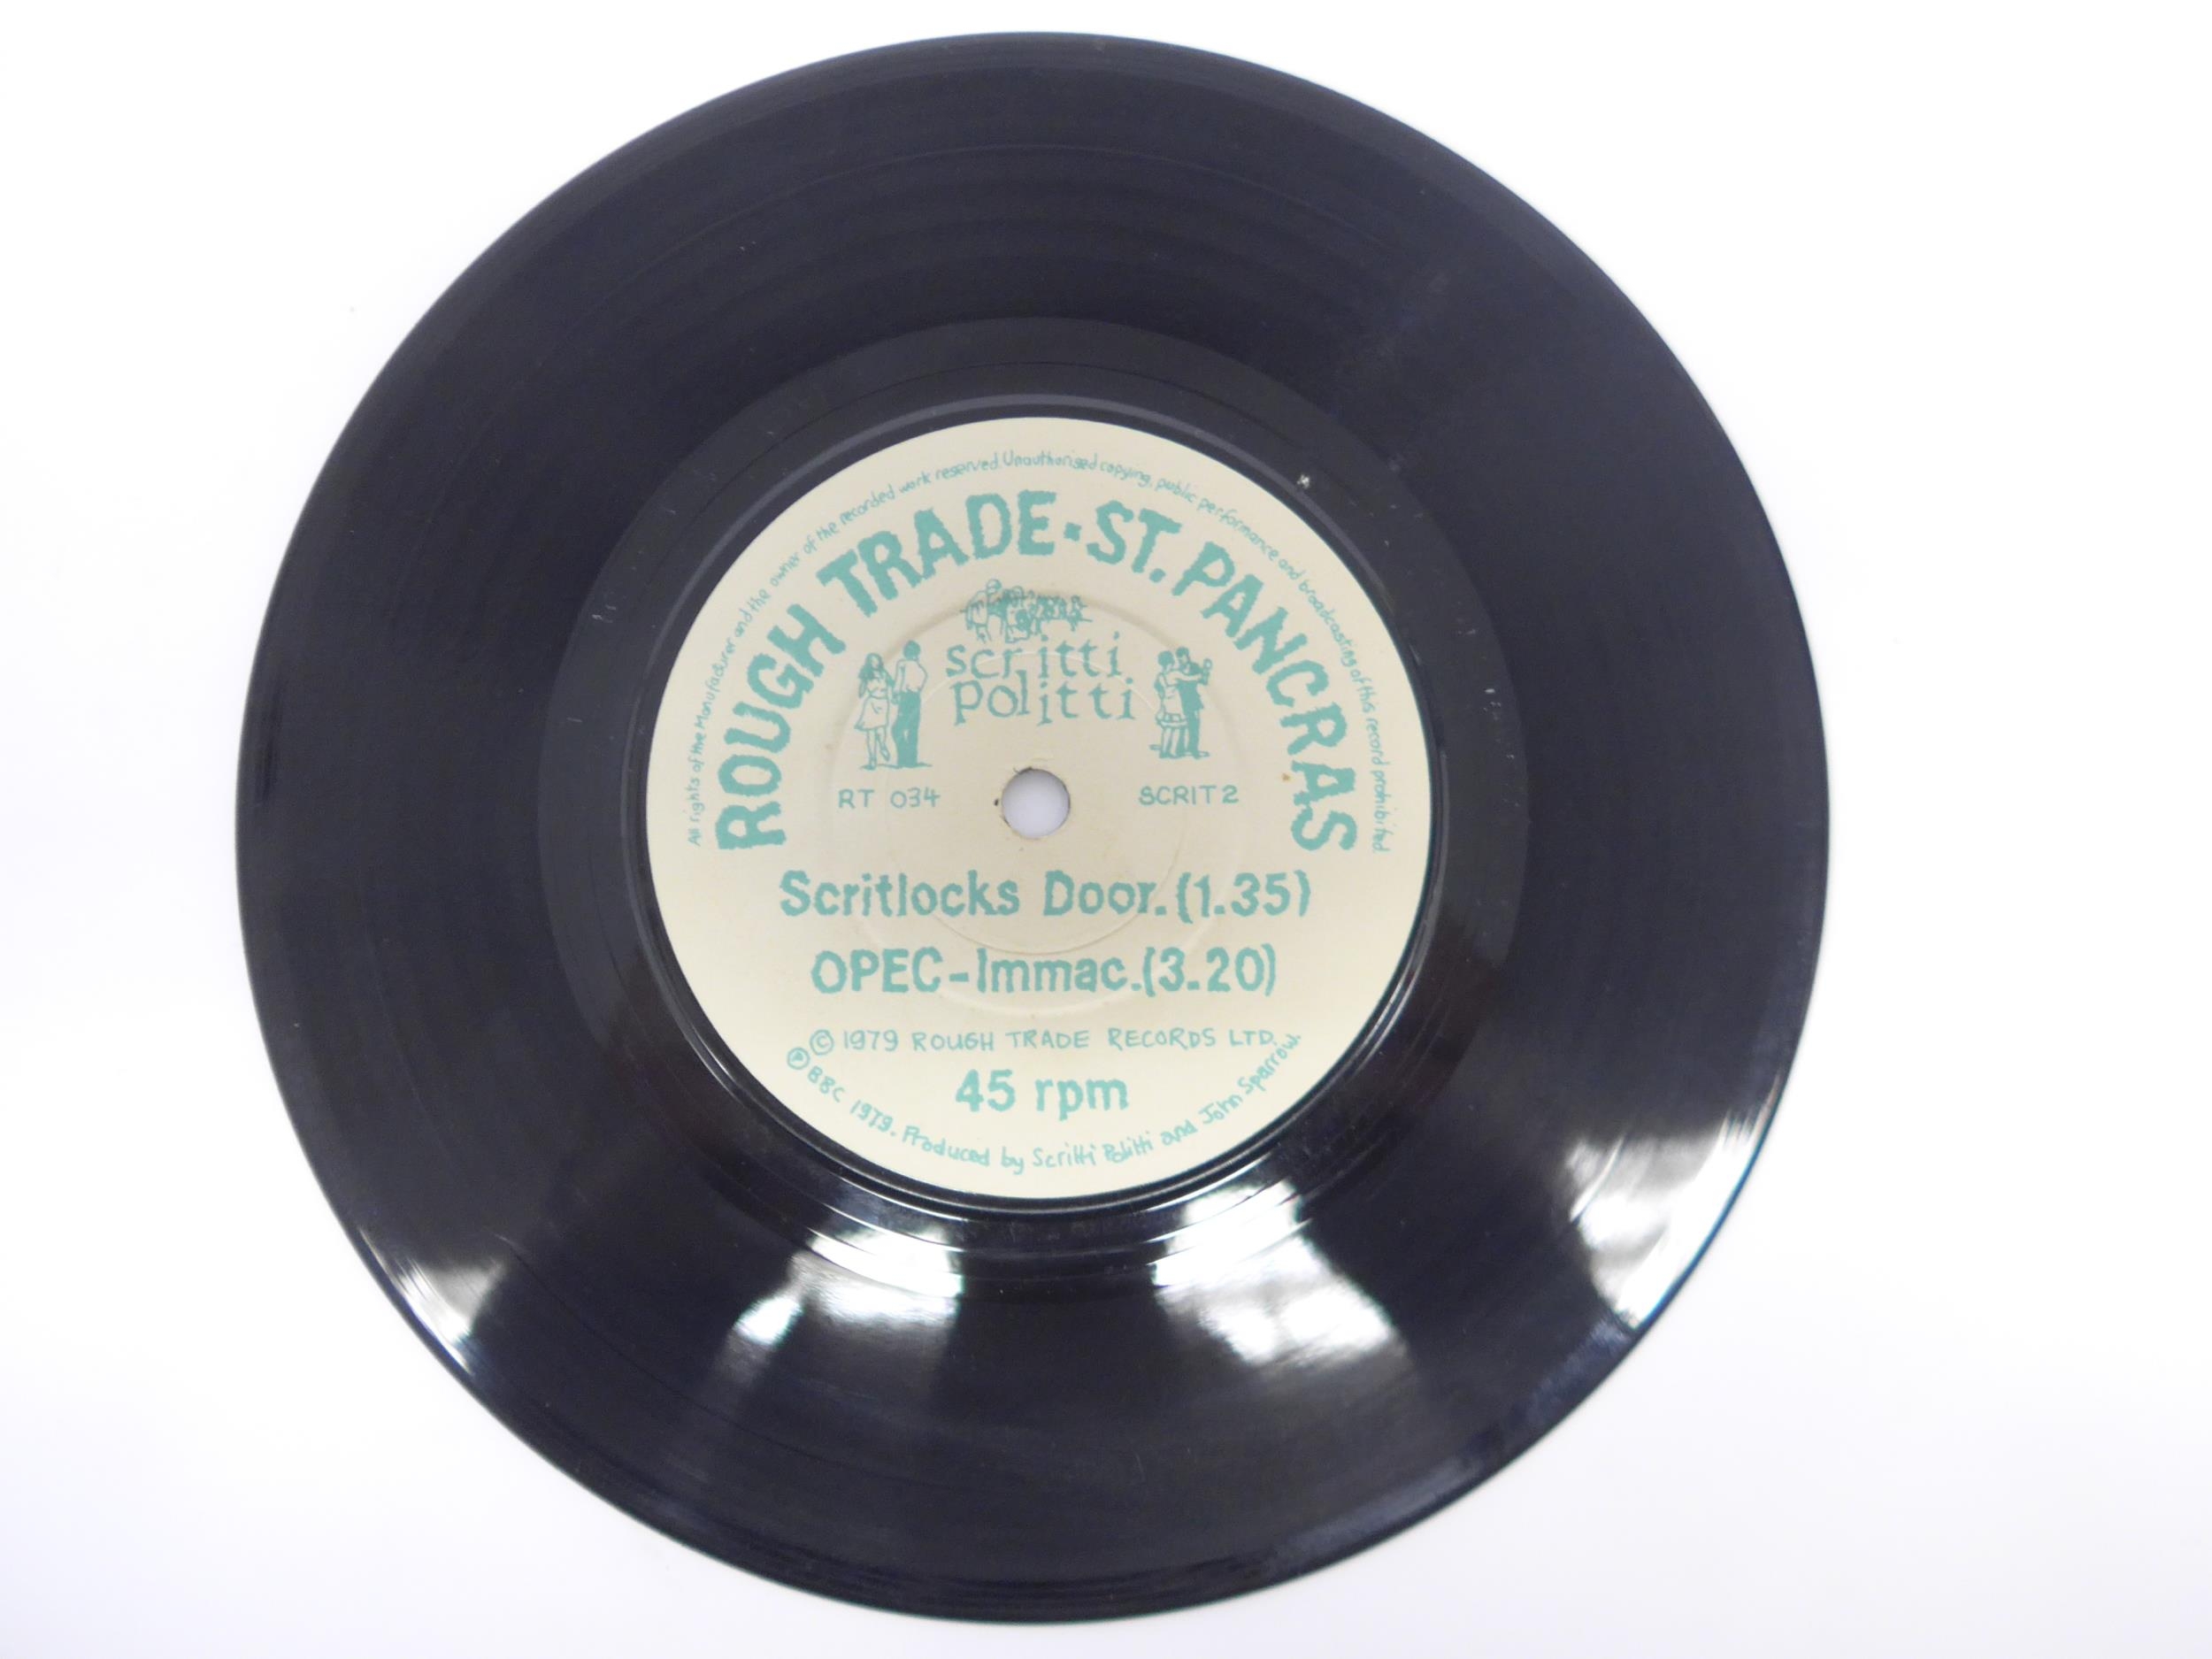 All rights of the Manufacturer and the owner of the recorded work reserved. Unauthorised copying, public performance and broadcasting of this record prohibited.
ROUGH TRADE · ST. PANCRAS
scritti
politti
RT 034 SCRIT 2
Scritlocks Door. (1.35)
OPEC-Immac. (3.20)
© 1979 ROUGH TRADE RECORDS LTD.
℗ BBC 1979. Produced by Scritti Politti and John Sparrow.
45 rpm